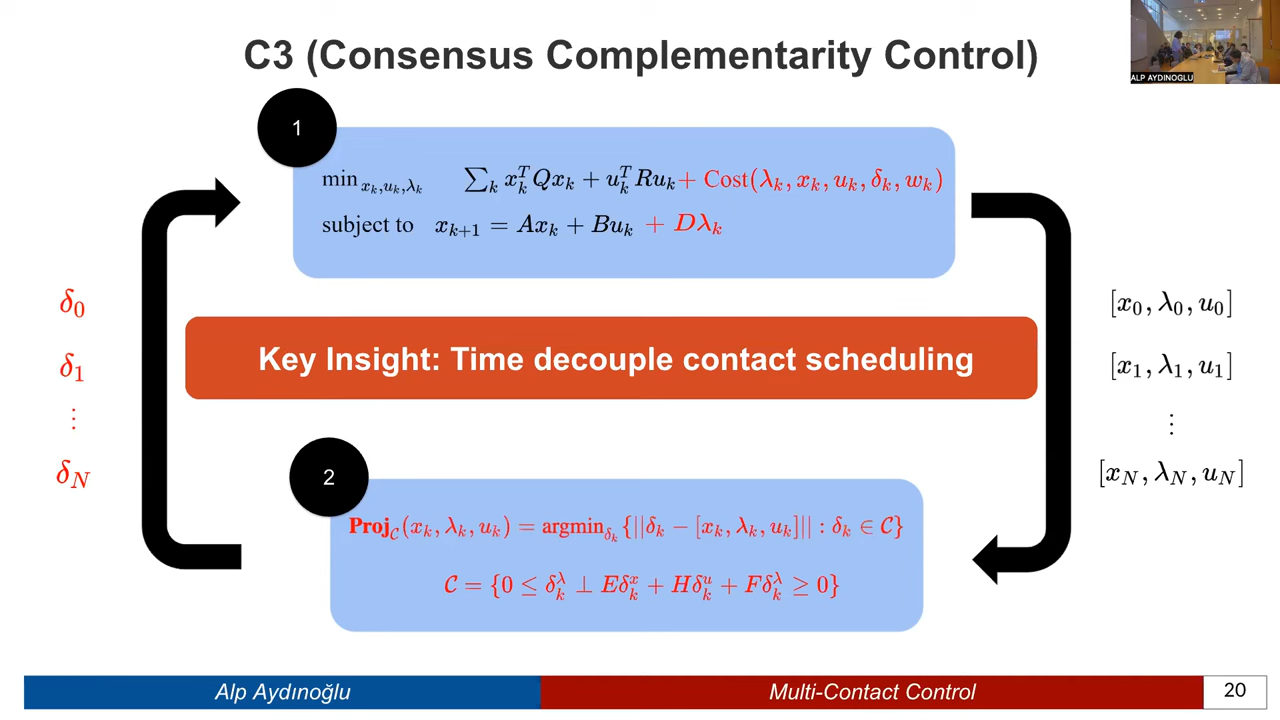 C3 (Consensus Complementarity Control)
ALP AYDINOGLU
1
min_{x_k,u_k,λ_k} ∑_k x_k^T Q x_k + u_k^T R u_k + Cost(λ_k, x_k, u_k, δ_k, w_k)
subject to x_{k+1} = Ax_k + Bu_k + Dλ_k
δ_0
δ_1
⋮
δ_N
Key Insight: Time decouple contact scheduling
[x_0, λ_0, u_0]
[x_1, λ_1, u_1]
⋮
[x_N, λ_N, u_N]
2
Proj_𝒞(x_k, λ_k, u_k) = argmin_{δ_k} {||δ_k − [x_k, λ_k, u_k]|| : δ_k ∈ 𝒞}
𝒞 = {0 ≤ δ_k^λ ⊥ Eδ_k^x + Hδ_k^u + Fδ_k^λ ≥ 0}
Alp Aydınoğlu
Multi-Contact Control
20